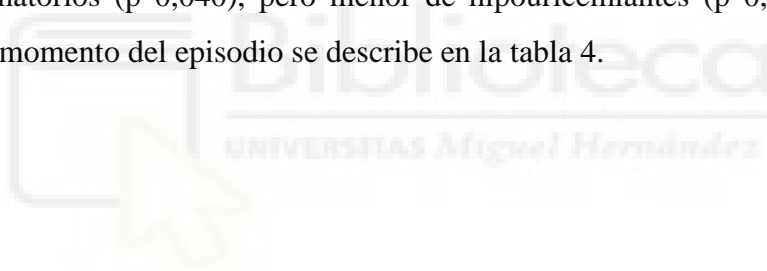 matorios (p 0,040), pero menor de hipouricemiantes (p 0,
momento del episodio se describe en la tabla 4.
Biblioteca
UNIVERSITAS Miguel Hernández